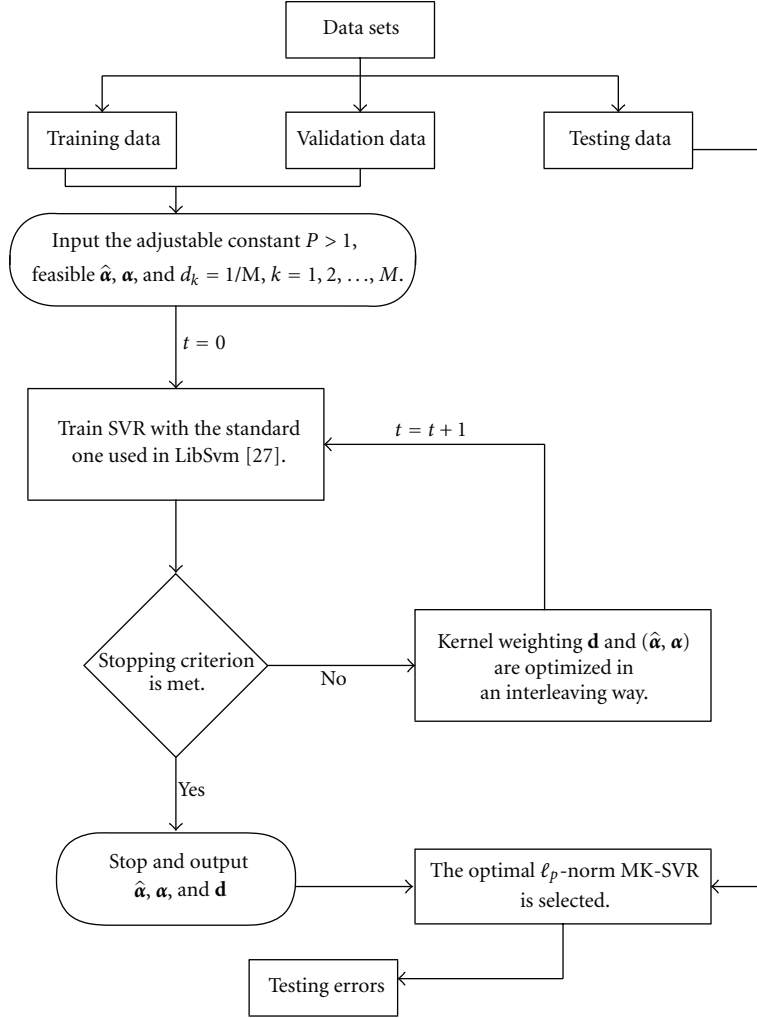 Data sets
Training data
Validation data
Testing data
Input the adjustable constant P > 1,
feasible α̂, α, and d_k = 1/M, k = 1, 2, …, M.
t = 0
Train SVR with the standard
one used in LibSvm [27].
t = t + 1
Stopping criterion
is met.
No
Kernel weighting d and (α̂, α)
are optimized in
an interleaving way.
Yes
Stop and output
α̂, α, and d
The optimal ℓ_p-norm MK-SVR
is selected.
Testing errors